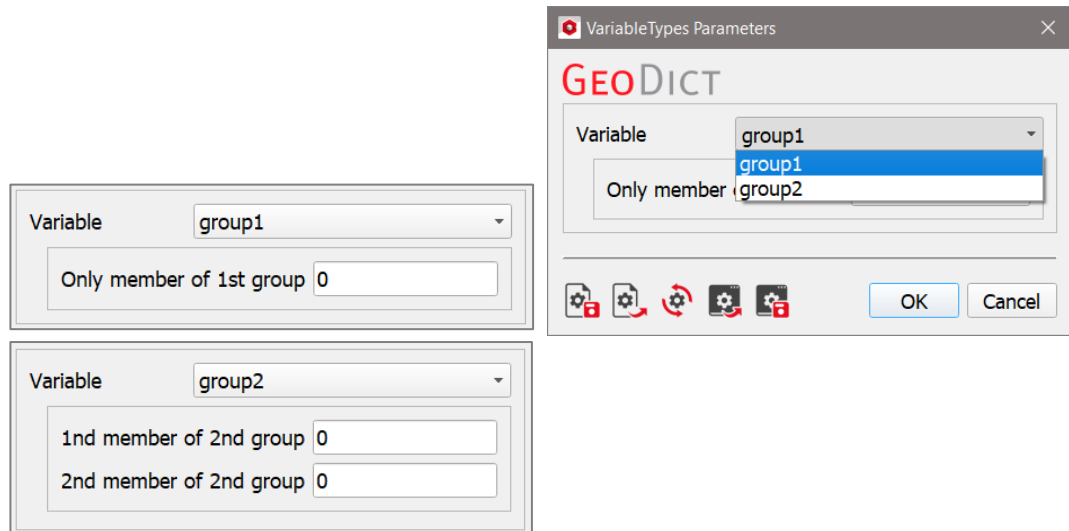 Variable group1
Only member of 1st group 0
Variable group2
1nd member of 2nd group 0
2nd member of 2nd group 0
VariableTypes Parameters
GEODICT
Variable group1
group1
group2
Only member
OK Cancel